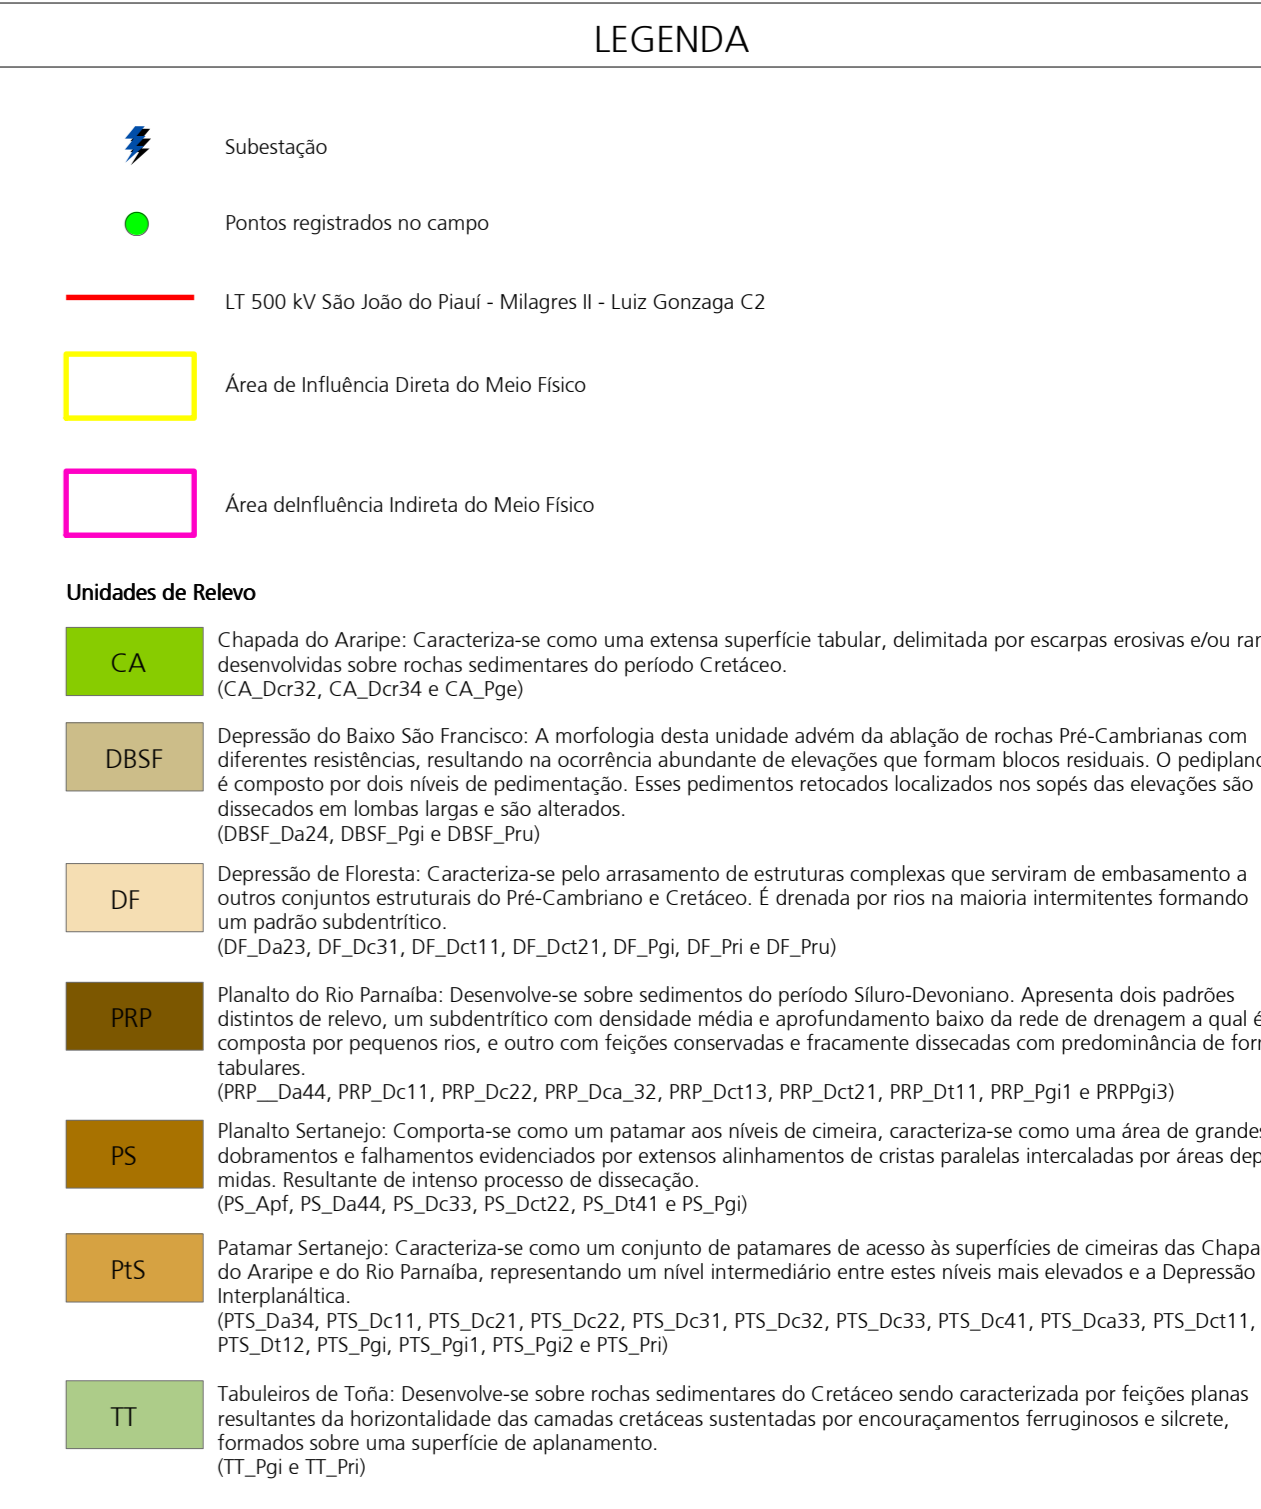 LEGENDA
Subestação
Pontos registrados no campo
LT 500 kV São João do Piauí - Milagres II - Luiz Gonzaga C2
Área de Influência Direta do Meio Físico
Área deInfluência Indireta do Meio Físico
Unidades de Relevo
CA
Chapada do Araripe: Caracteriza-se como uma extensa superfície tabular, delimitada por escarpas erosivas e/ou
desenvolvidas sobre rochas sedimentares do período Cretáceo.
(CA_Dcr32, CA_Dcr34 e CA_Pge)
DBSF
Depressão do Baixo São Francisco: A morfologia desta unidade advém da ablação de rochas Pré-Cambrianas com
diferentes resistências, resultando na ocorrência abundante de elevações que formam blocos residuais. O pediplano
é composto por dois níveis de pedimentação. Esses pedimentos retocados localizados nos sopés das elevações são
dissecados em lombas largas e são alterados.
(DBSF_Da24, DBSF_Pgi e DBSF_Pru)
DF
Depressão de Floresta: Caracteriza-se pelo arrasamento de estruturas complexas que serviram de embasamento a
outros conjuntos estruturais do Pré-Cambriano e Cretáceo. É drenada por rios na maioria intermitentes formando
um padrão subdentrítico.
(DF_Da23, DF_Dc31, DF_Dct11, DF_Dct21, DF_Pgi, DF_Pri e DF_Pru)
PRP
Planalto do Rio Parnaíba: Desenvolve-se sobre sedimentos do período Síluro-Devoniano. Apresenta dois padrões
distintos de relevo, um subdentrítico com densidade média e aprofundamento baixo da rede de drenagem a qual é
composta por pequenos rios, e outro com feições conservadas e fracamente dissecadas com predominância de
tabulares.
(PRP__Da44, PRP_Dc11, PRP_Dc22, PRP_Dca_32, PRP_Dct13, PRP_Dct21, PRP_Dt11, PRP_Pgi1 e PRPPgi3)
PS
Planalto Sertanejo: Comporta-se como um patamar aos níveis de cimeira, caracteriza-se como uma área de grandes
dobramentos e falhamentos evidenciados por extensos alinhamentos de cristas paralelas intercaladas por áreas
midas. Resultante de intenso processo de dissecação.
(PS_Apf, PS_Da44, PS_Dc33, PS_Dct22, PS_Dt41 e PS_Pgi)
PtS
Patamar Sertanejo: Caracteriza-se como um conjunto de patamares de acesso às superfícies de cimeiras das
do Araripe e do Rio Parnaíba, representando um nível intermediário entre estes níveis mais elevados e a Depressão
Interplanáltica.
(PTS_Da34, PTS_Dc11, PTS_Dc21, PTS_Dc22, PTS_Dc31, PTS_Dc32, PTS_Dc33, PTS_Dc41, PTS_Dca33, PTS_Dct11,
PTS_Dt12, PTS_Pgi, PTS_Pgi1, PTS_Pgi2 e PTS_Pri)
TT
Tabuleiros de Toña: Desenvolve-se sobre rochas sedimentares do Cretáceo sendo caracterizada por feições planas
resultantes da horizontalidade das camadas cretáceas sustentadas por encouraçamentos ferruginosos e silcrete,
formados sobre uma superfície de aplanamento.
(TT_Pgi e TT_Pri)